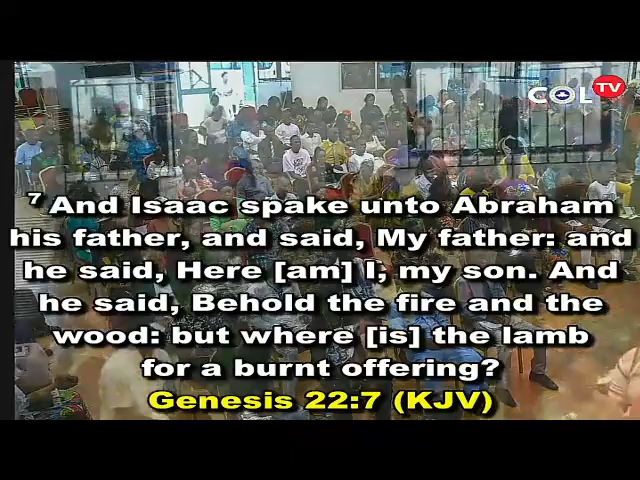 COL TV
7 And Isaac spake unto Abraham
his father, and said, My father: and
he said, Here [am] I, my son. And
he said, Behold the fire and the
wood: but where [is] the lamb
for a burnt offering?
Genesis 22:7 (KJV)